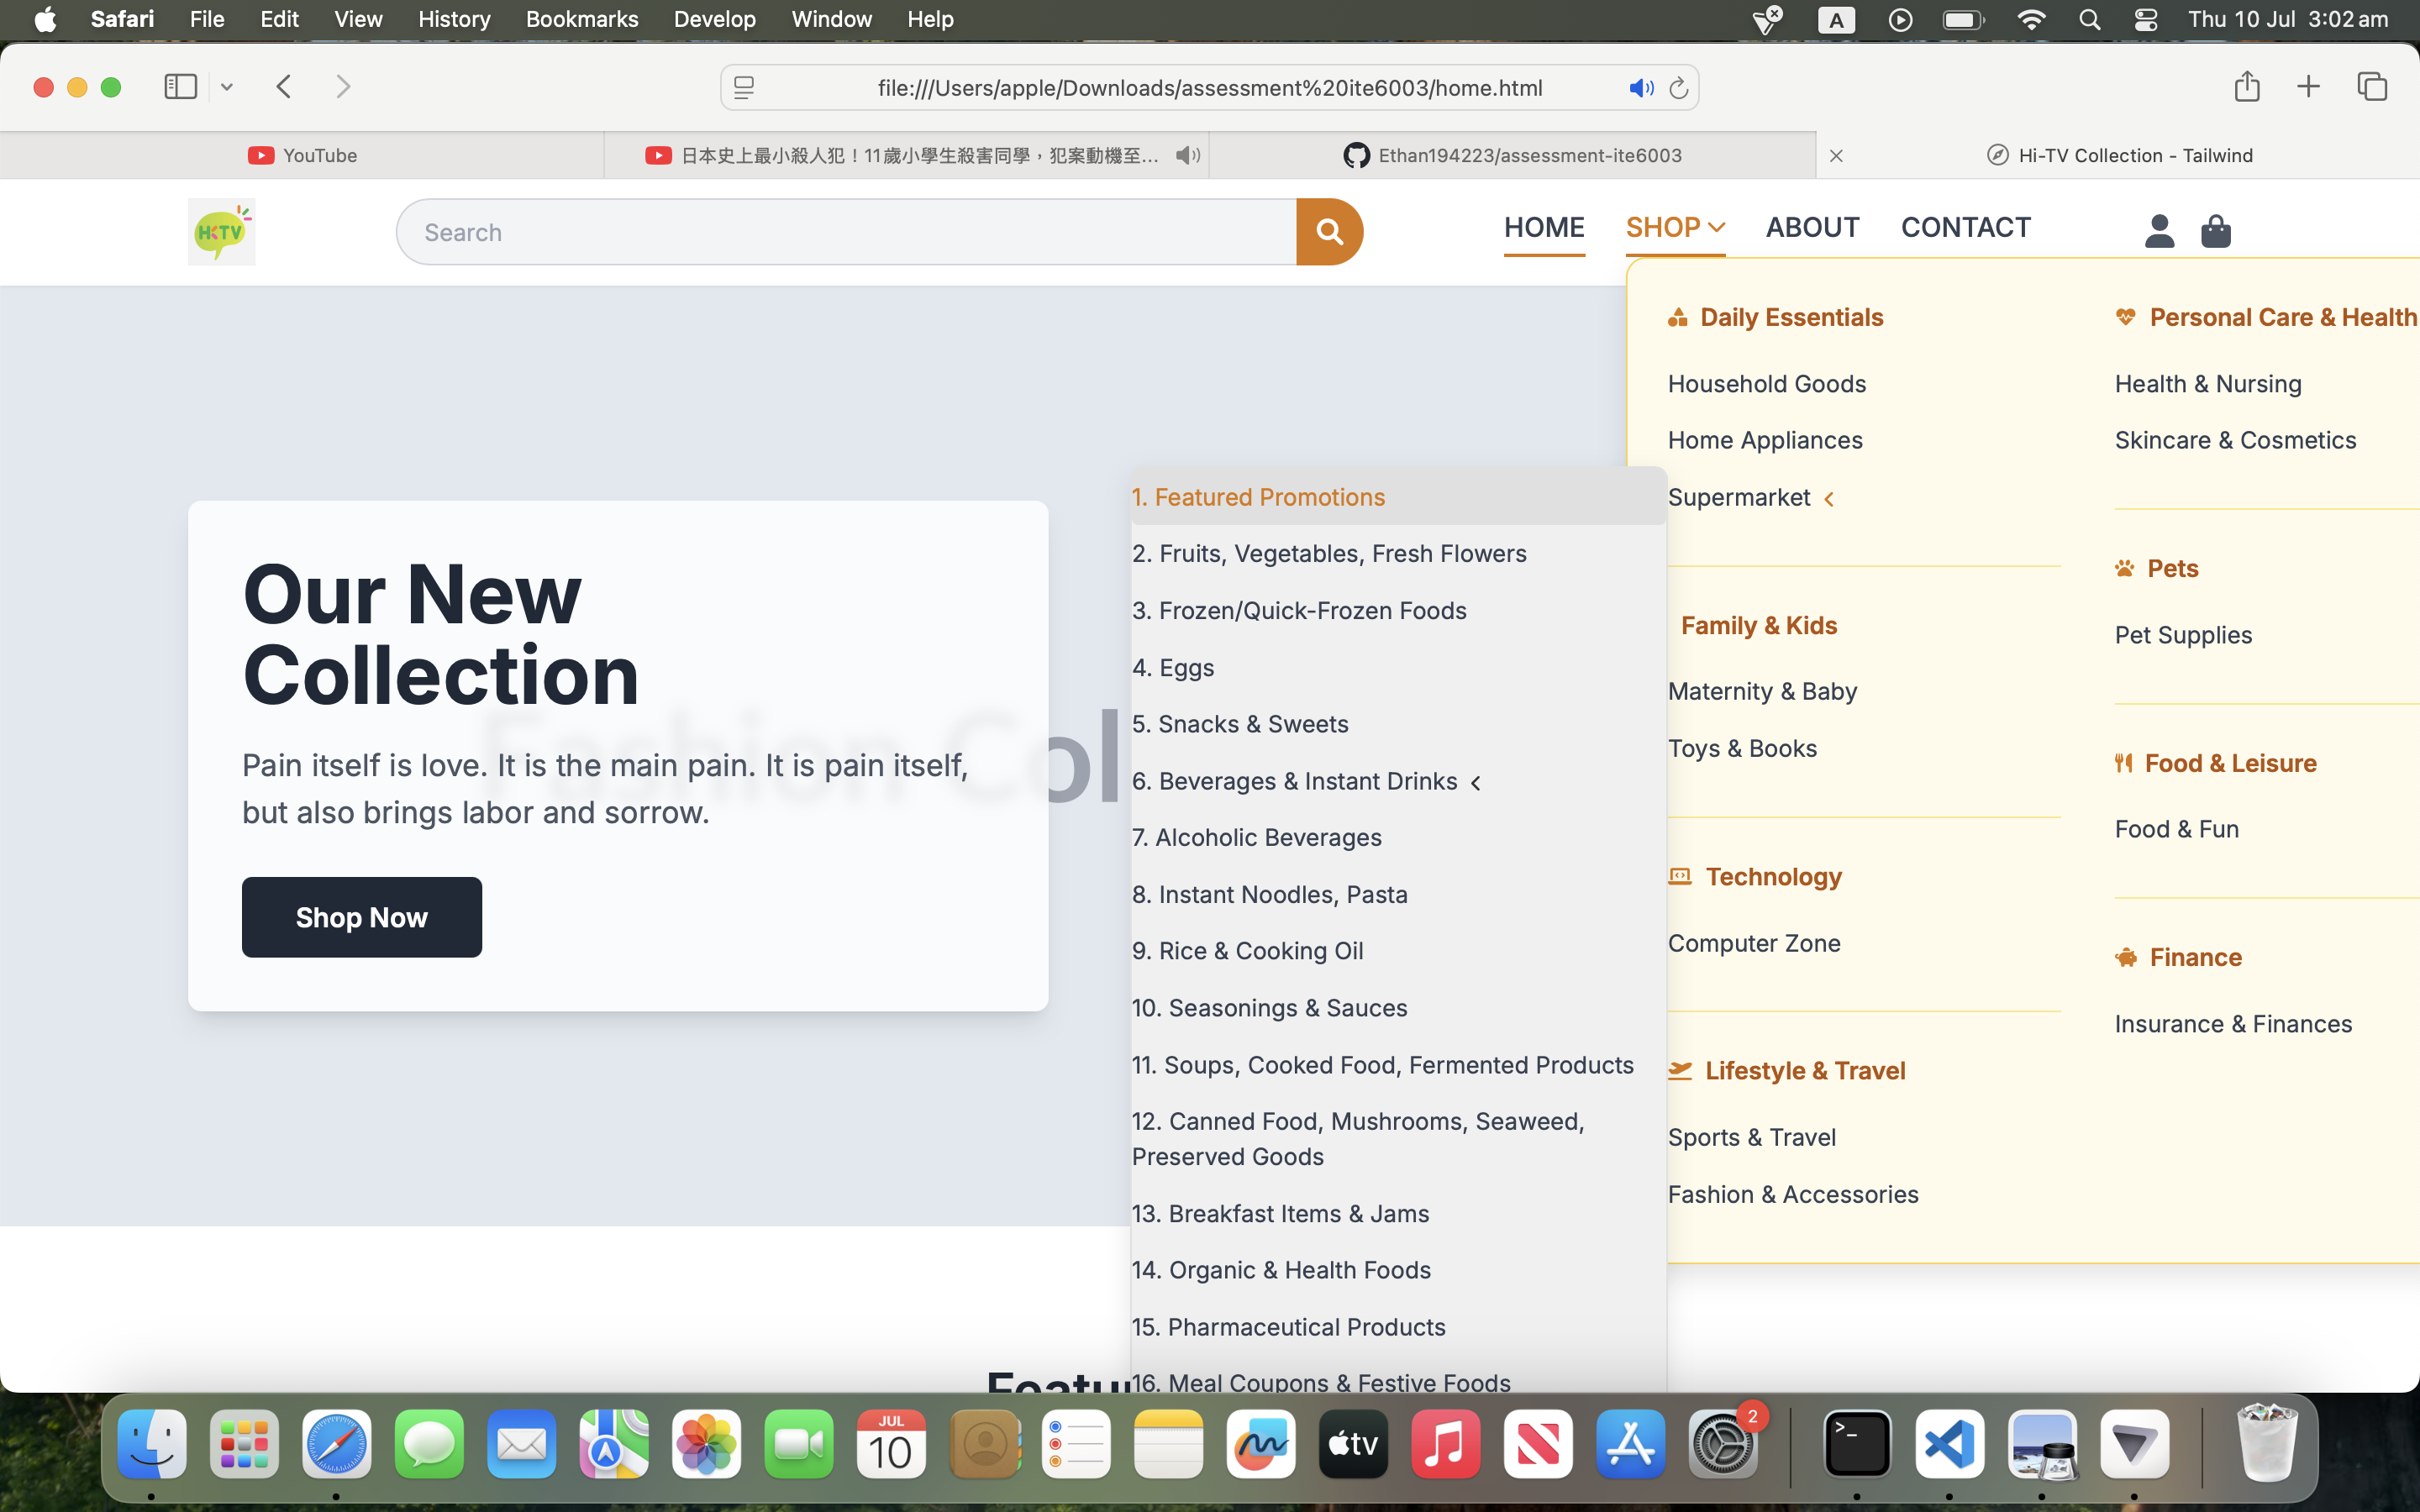 Safari File Edit View History Bookmarks Develop Window Help
A
Thu 10 Jul 3:02 am
file:///Users/apple/Downloads/assessment%20ite6003/home.html
YouTube
日本史上最小殺人犯！11歲小學生殺害同學，犯案動機至...
Ethan194223/assessment-ite6003
Hi-TV Collection - Tailwind
HKTV
Search
HOME SHOP ABOUT CONTACT
Daily Essentials
Household Goods
Home Appliances
Supermarket
Family & Kids
Maternity & Baby
Toys & Books
Technology
Computer Zone
Lifestyle & Travel
Sports & Travel
Fashion & Accessories
Personal Care & Health
Health & Nursing
Skincare & Cosmetics
Pets
Pet Supplies
Food & Leisure
Food & Fun
Finance
Insurance & Finances
1. Featured Promotions
2. Fruits, Vegetables, Fresh Flowers
3. Frozen/Quick-Frozen Foods
4. Eggs
5. Snacks & Sweets
6. Beverages & Instant Drinks
7. Alcoholic Beverages
8. Instant Noodles, Pasta
9. Rice & Cooking Oil
10. Seasonings & Sauces
11. Soups, Cooked Food, Fermented Products
12. Canned Food, Mushrooms, Seaweed,
Preserved Goods
13. Breakfast Items & Jams
14. Organic & Health Foods
15. Pharmaceutical Products
16. Meal Coupons & Festive Foods
Our New
Collection
Fashion Col
Pain itself is love. It is the main pain. It is pain itself,
but also brings labor and sorrow.
Shop Now
Featu
JUL
10
tv
2